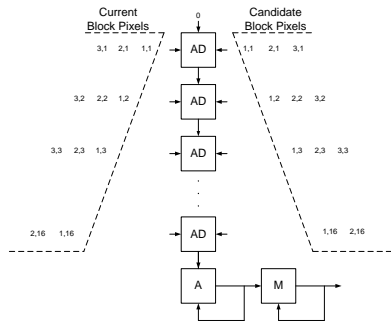 Current
Block Pixels
0
Candidate
Block Pixels
3,1 2,1 1,1
AD
1,1 2,1 3,1
3,2 2,2 1,2
AD
1,2 2,2 3,2
3,3 2,3 1,3
AD
1,3 2,3 3,3
.
.
.
2,16 1,16
AD
1,16 2,16
A
M